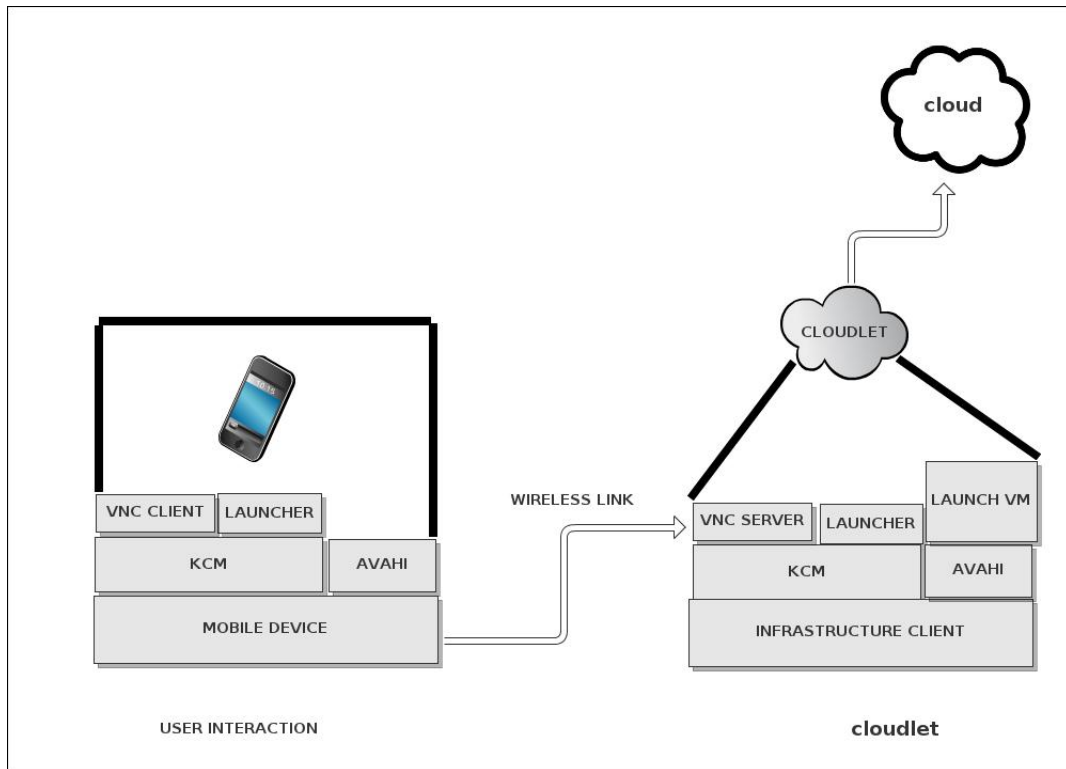 cloud
CLOUDLET
VNC CLIENT
LAUNCHER
KCM
AVAHI
MOBILE DEVICE
WIRELESS LINK
VNC SERVER
LAUNCHER
LAUNCH VM
KCM
AVAHI
INFRASTRUCTURE CLIENT
USER INTERACTION
cloudlet